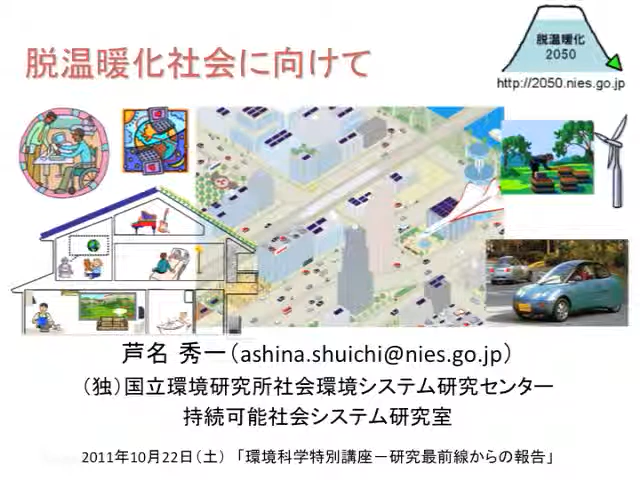 脱温暖化社会に向けて
脱温暖化
2050
http://2050.nies.go.jp
芦名 秀一（ashina.shuichi@nies.go.jp）
（独）国立環境研究所社会環境システム研究センター
持続可能社会システム研究室
2011年10月22日（土）「環境科学特別講座－研究最前線からの報告」